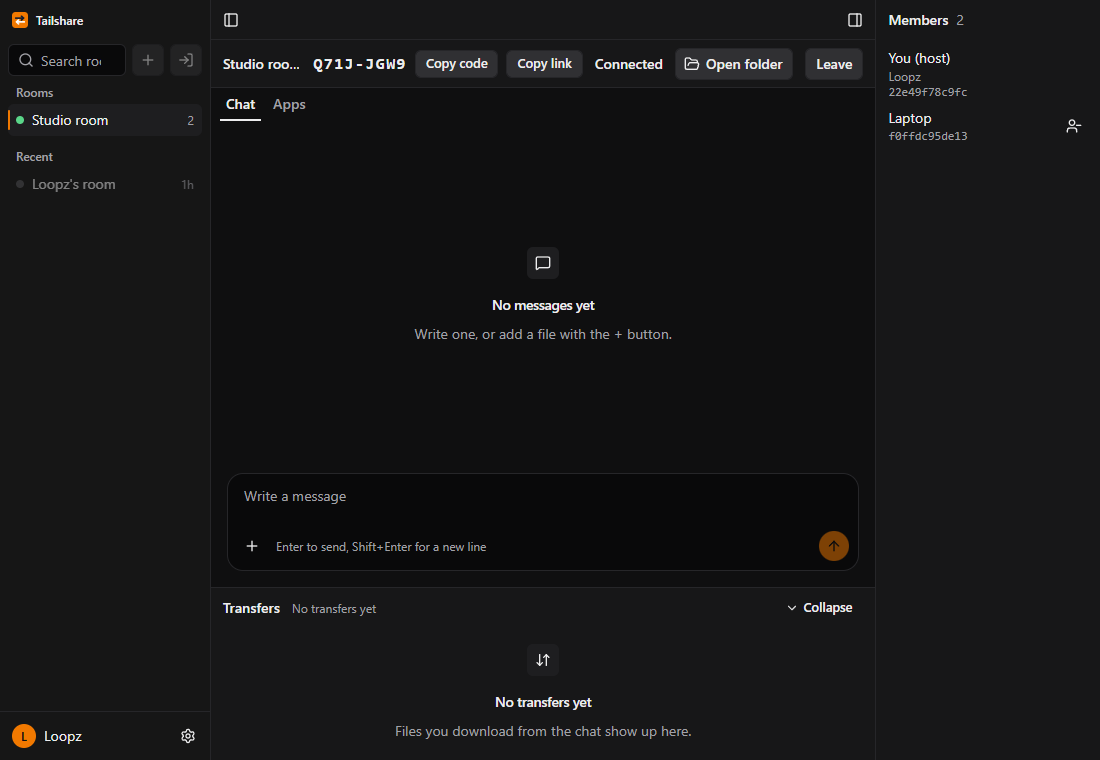 Tailshare
Search ro
Rooms
Studio room 2
Recent
Loopz's room 1h
L Loopz
Studio roo... Q71J-JGW9 Copy code Copy link Connected Open folder Leave
Chat Apps
No messages yet
Write one, or add a file with the + button.
Write a message
Enter to send, Shift+Enter for a new line
Transfers No transfers yet Collapse
No transfers yet
Files you download from the chat show up here.
Members 2
You (host)
Loopz
22e49f78c9fc
Laptop
f0ffdc95de13